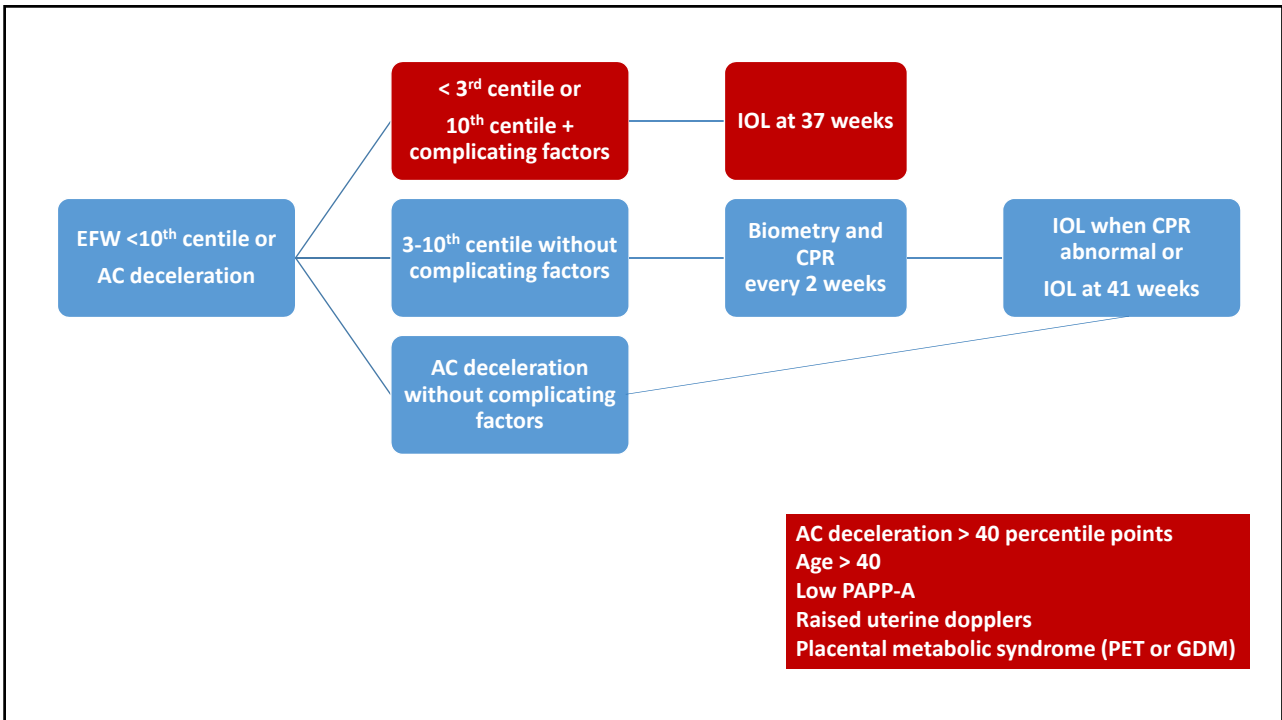 < 3rd centile or
10th centile +
complicating factors
IOL at 37 weeks
EFW <10th centile or
AC deceleration
3-10th centile without
complicating factors
Biometry and
CPR
every 2 weeks
IOL when CPR
abnormal or
IOL at 41 weeks
AC deceleration
without complicating
factors
AC deceleration > 40 percentile points
Age > 40
Low PAPP-A
Raised uterine dopplers
Placental metabolic syndrome (PET or GDM)